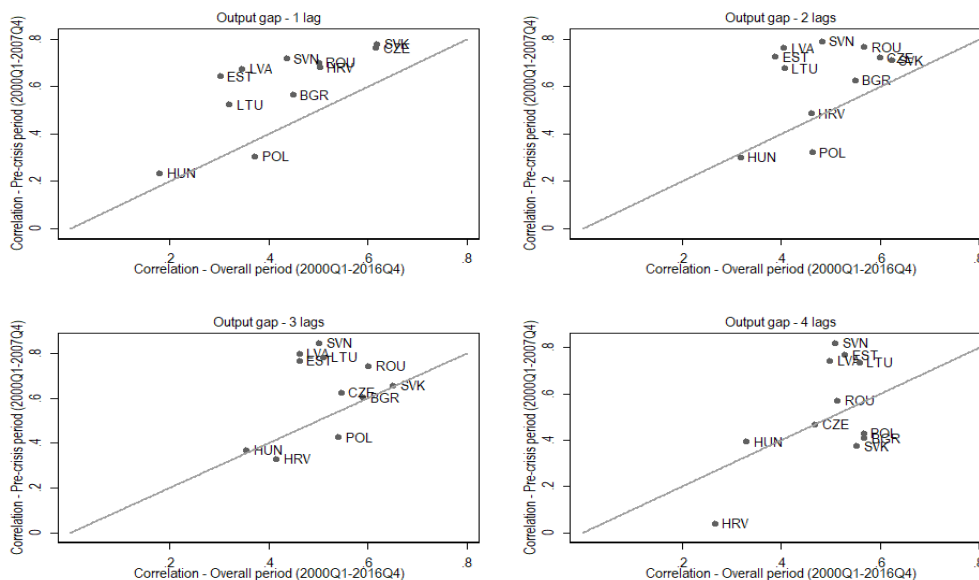 Output gap - 1 lag
Correlation - Pre-crisis period (2000Q1-2007Q4)
.8
.6
.4
.2
0
SVK
CZE
SVN
ROU
HRV
LVA
EST
BGR
LTU
POL
HUN
.2 .4 .6 .8
Correlation - Overall period (2000Q1-2016Q4)
Output gap - 2 lags
Correlation - Pre-crisis period (2000Q1-2007Q4)
.8
.6
.4
.2
0
SVN
LVA
ROU
EST
CZE
SVK
LTU
BGR
HRV
POL
HUN
.2 .4 .6 .8
Correlation - Overall period (2000Q1-2016Q4)
Output gap - 3 lags
Correlation - Pre-crisis period (2000Q1-2007Q4)
.8
.6
.4
.2
0
SVN
LVA
LTU
EST
ROU
SVK
CZE
BGR
POL
HUN
HRV
.2 .4 .6 .8
Correlation - Overall period (2000Q1-2016Q4)
Output gap - 4 lags
Correlation - Pre-crisis period (2000Q1-2007Q4)
.8
.6
.4
.2
0
SVN
EST
LVA
LTU
ROU
CZE
POL
BGR
HUN
SVK
HRV
.2 .4 .6 .8
Correlation - Overall period (2000Q1-2016Q4)